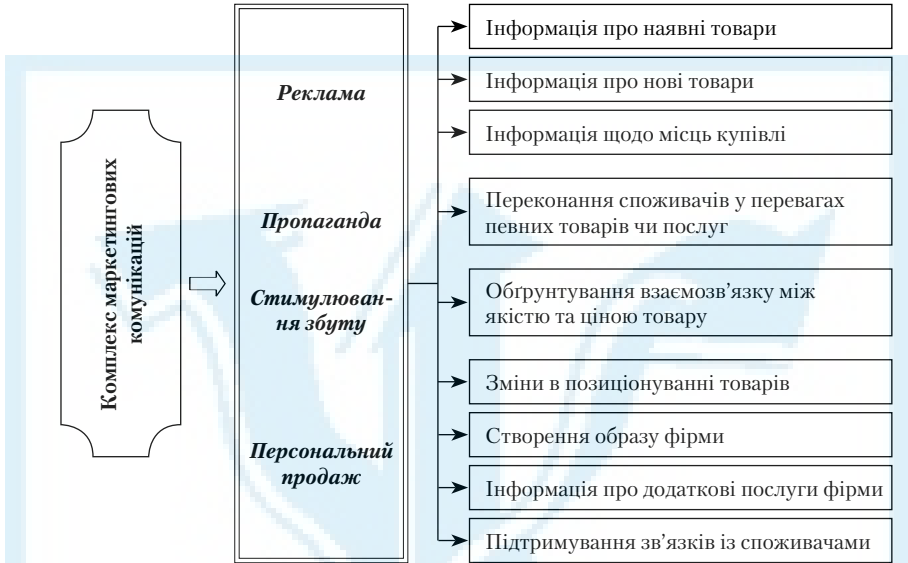 Комплекс маркетингових
комунікацій
Реклама
Пропаганда
Стимулюван-
ня збуту
Персональний
продаж
Інформація про наявні товари
Інформація про нові товари
Інформація щодо місць купівлі
Переконання споживачів у перевагах
певних товарів чи послуг
Обґрунтування взаємозв’язку між
якістю та ціною товару
Зміни в позиціонуванні товарів
Створення образу фірми
Інформація про додаткові послуги фірми
Підтримування зв’язків із споживачами